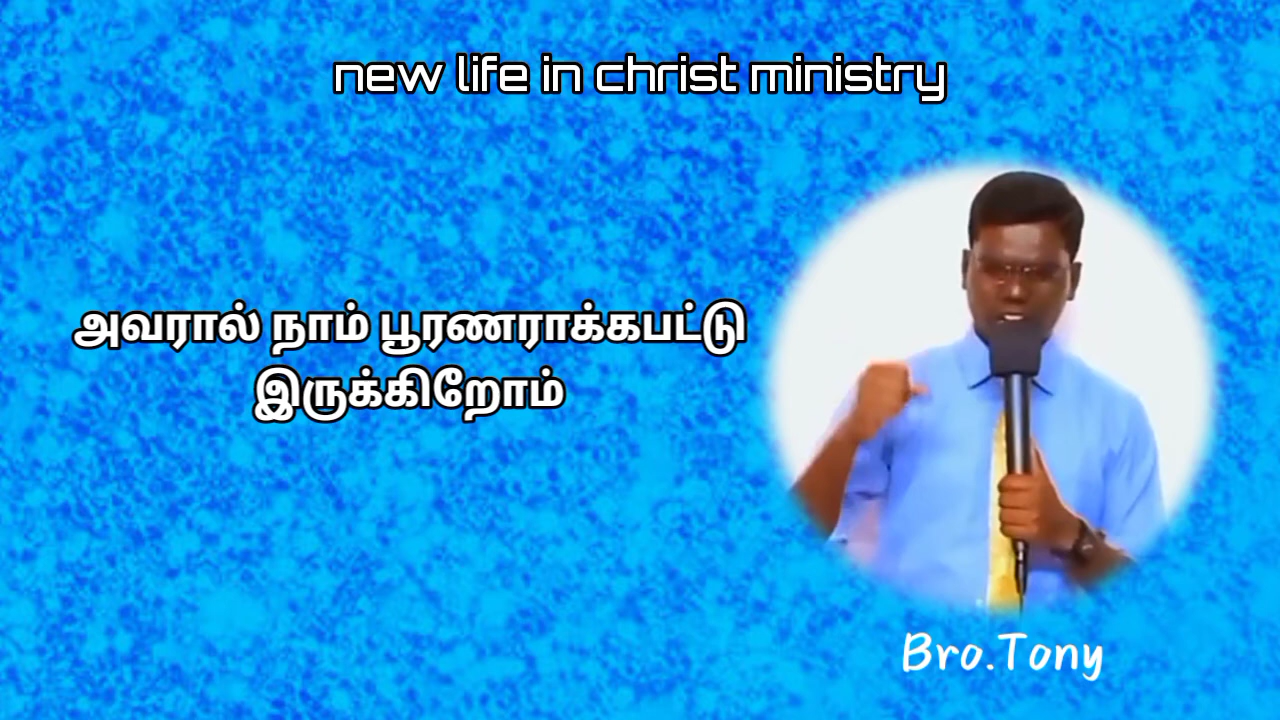 new life in christ ministry
அவரால் நாம் பூரணராக்கபட்டு
இருக்கிறோம்
Bro.Tony